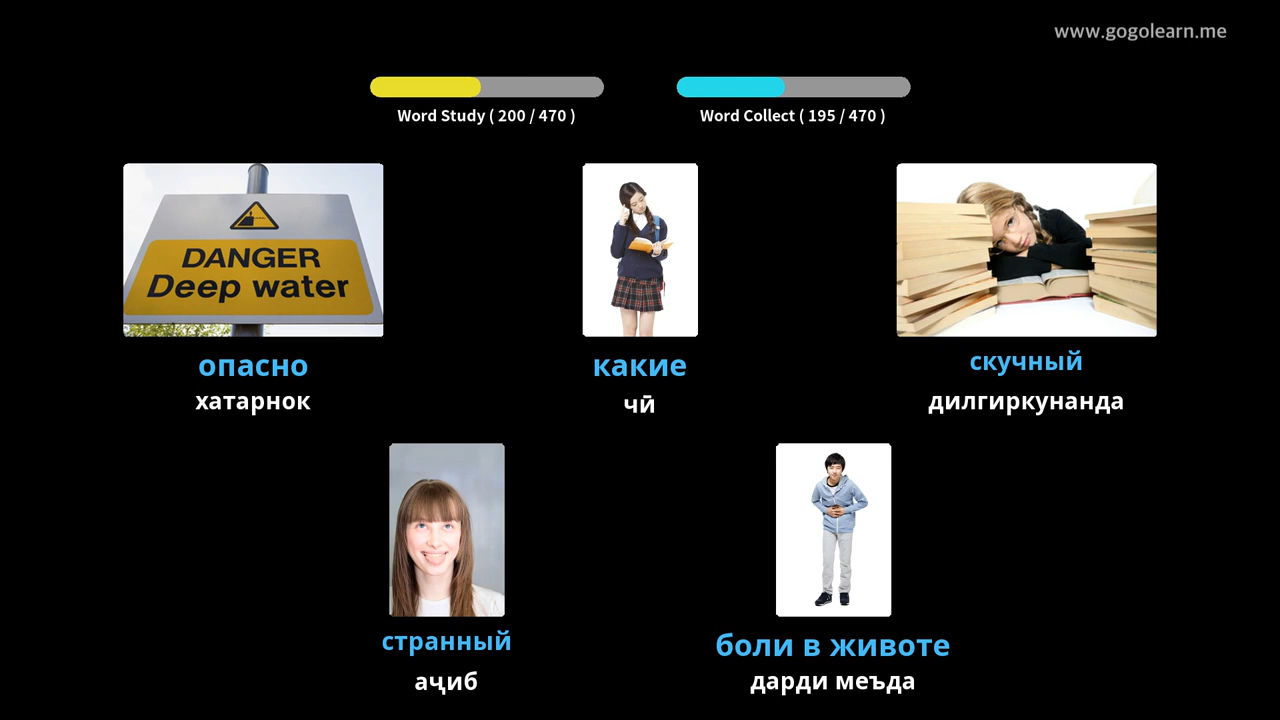 www.gogolearn.me
Word Study ( 200 / 470 )
Word Collect ( 195 / 470 )
DANGER
Deep water
опасно
хатарнок
какие
чӣ
скучный
дилгиркунанда
странный
аҷиб
боли в животе
дарди меъда